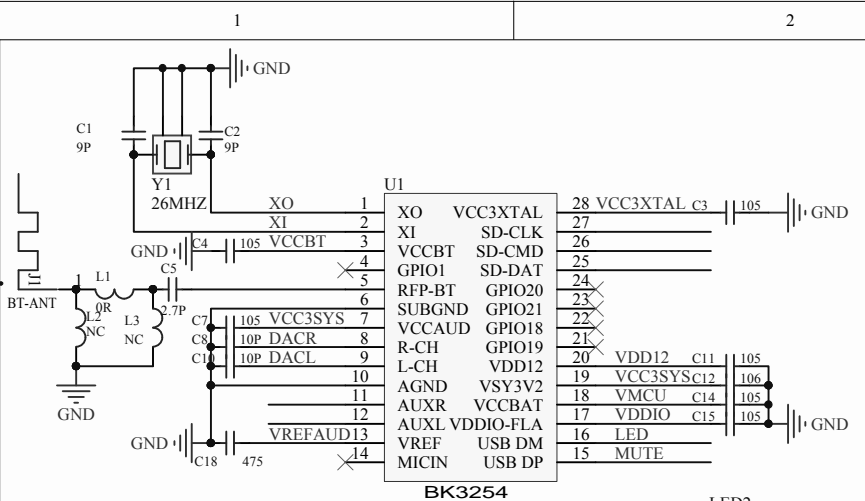 1 2
GND
C1 C2
9P 9P
Y1
26MHZ
U1
XO 1 XO VCC3XTAL 28 VCC3XTAL C3 105 GND
XI 2 XI SD-CLK 27
GND C4 105 VCCBT 3 VCCBT SD-CMD 26
4 GPIO1 SD-DAT 25
J1 1 L1 C5 5 RFP-BT GPIO20 24
BT-ANT 0R 2.7P 6 SUBGND GPIO21 23
L2 L3 C7 105 VCC3SYS 7 VCCAUD GPIO18 22
NC NC C8 10P DACR 8 R-CH GPIO19 21
C10 10P DACL 9 L-CH VDD12 20 VDD12 C11 105
10 AGND VSY3V2 19 VCC3SYS C12 106
GND 11 AUXR VCCBAT 18 VMCU C14 105
12 AUXL VDDIO-FLA 17 VDDIO C15 105 GND
GND VREFAUD 13 VREF USB DM 16 LED
C18 475 14 MICIN USB DP 15 MUTE
BK3254